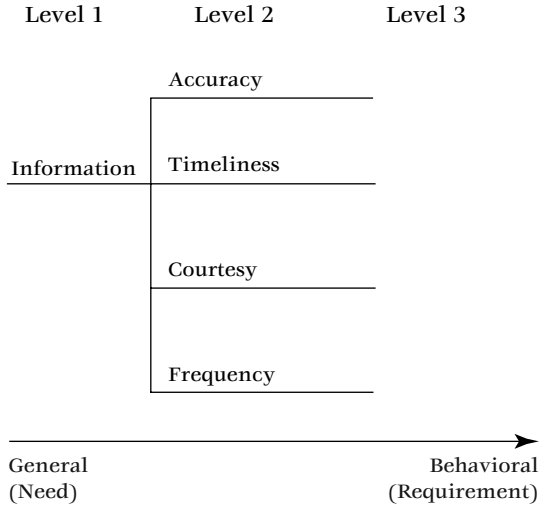 Level 1 Level 2 Level 3
Accuracy
Information Timeliness
Courtesy
Frequency
General Behavioral
(Need) (Requirement)